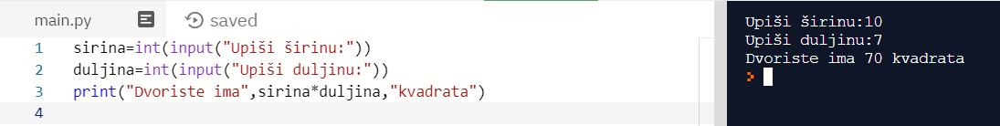 main.py saved
1 sirina=int(input("Upiši širinu:"))
2 duljina=int(input("Upiši duljinu:"))
3 print("Dvoriste ima",sirina*duljina,"kvadrata")
4
Upiši širinu:10
Upiši duljinu:7
Dvoriste ima 70 kvadrata
>